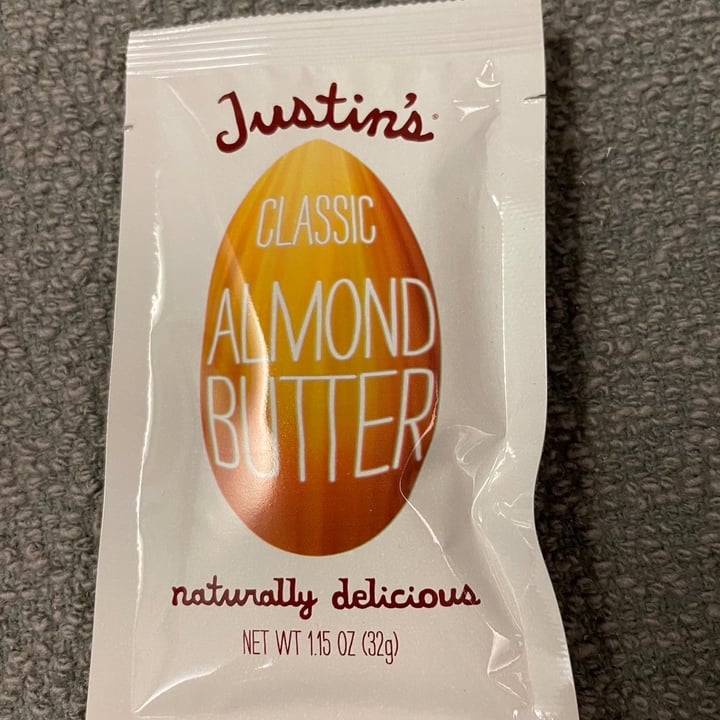 Justin's®
CLASSIC
ALMOND
BUTTER
naturally delicious
NET WT 1.15 OZ (32g)